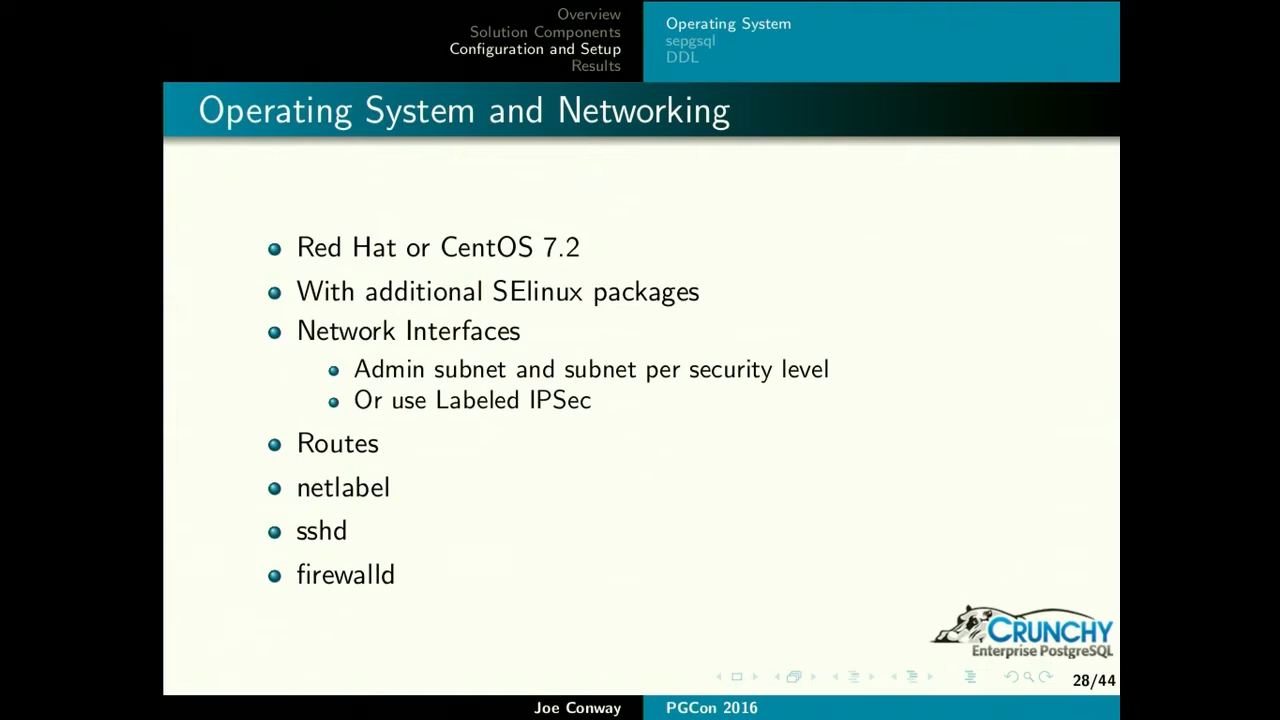 Overview
Solution Components
Configuration and Setup
Results
Operating System
sepgsql
DDL
Operating System and Networking
Red Hat or CentOS 7.2
With additional SElinux packages
Network Interfaces
Admin subnet and subnet per security level
Or use Labeled IPSec
Routes
netlabel
sshd
firewalld
CRUNCHY
Enterprise PostgreSQL
28/44
Joe Conway
PGCon 2016